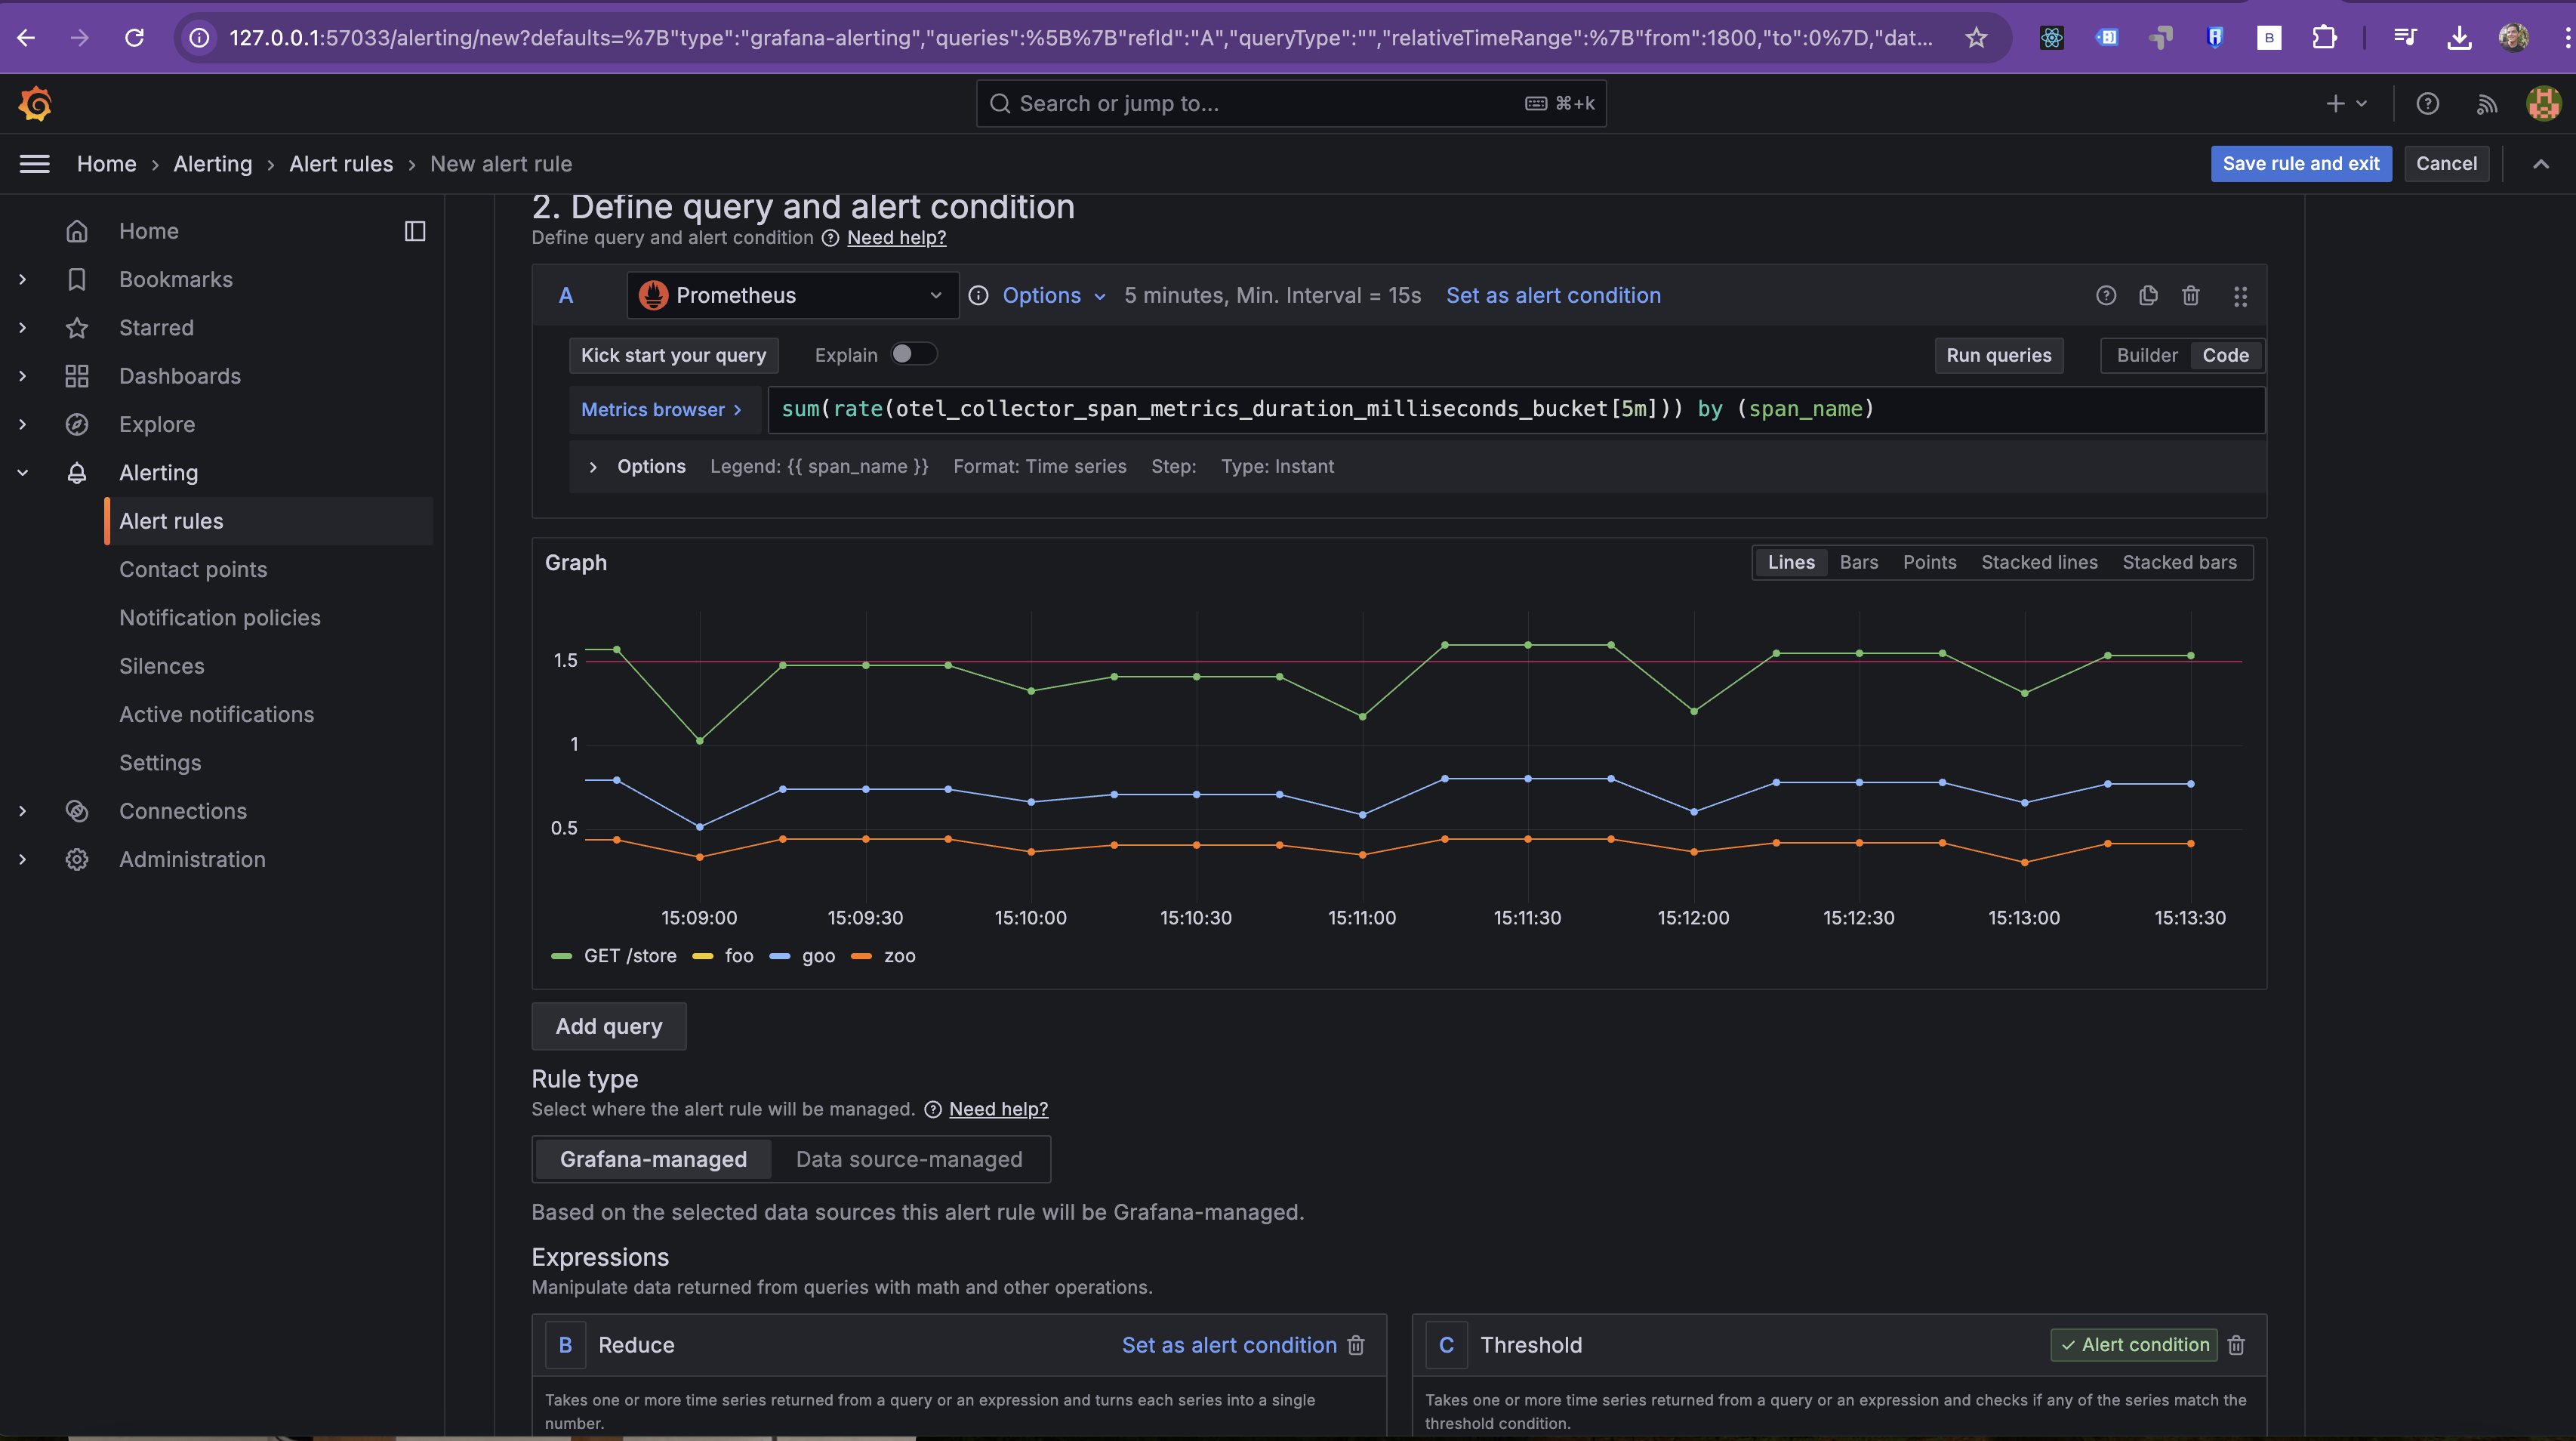 127.0.0.1:57033/alerting/new?defaults=%7B"type":"grafana-alerting","queries":%5B%7B"refId":"A","queryType":"","relativeTimeRange":%7B"from":1800,"to":0%7D,"dat...
B
Search or jump to...
⌘+k
Home › Alerting › Alert rules › New alert rule
Save rule and exit
Cancel
Home
Bookmarks
Starred
Dashboards
Explore
Alerting
Alert rules
Contact points
Notification policies
Silences
Active notifications
Settings
Connections
Administration
2. Define query and alert condition
Define query and alert condition Need help?
A Prometheus Options 5 minutes, Min. Interval = 15s Set as alert condition
Kick start your query Explain Run queries Builder Code
Metrics browser › sum(rate(otel_collector_span_metrics_duration_milliseconds_bucket[5m])) by (span_name)
› Options Legend: {{ span_name }} Format: Time series Step: Type: Instant
Graph Lines Bars Points Stacked lines Stacked bars
1.5
1
0.5
15:09:00 15:09:30 15:10:00 15:10:30 15:11:00 15:11:30 15:12:00 15:12:30 15:13:00 15:13:30
GET /store foo goo zoo
Add query
Rule type
Select where the alert rule will be managed. Need help?
Grafana-managed Data source-managed
Based on the selected data sources this alert rule will be Grafana-managed.
Expressions
Manipulate data returned from queries with math and other operations.
B Reduce Set as alert condition
Takes one or more time series returned from a query or an expression and turns each series into a single
number.
C Threshold ✓ Alert condition
Takes one or more time series returned from a query or an expression and checks if any of the series match the
threshold condition.